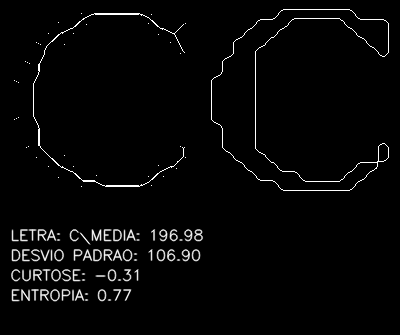 LETRA: C\MEDIA: 196.98
DESVIO PADRAO: 106.90
CURTOSE: -0.31
ENTROPIA: 0.77